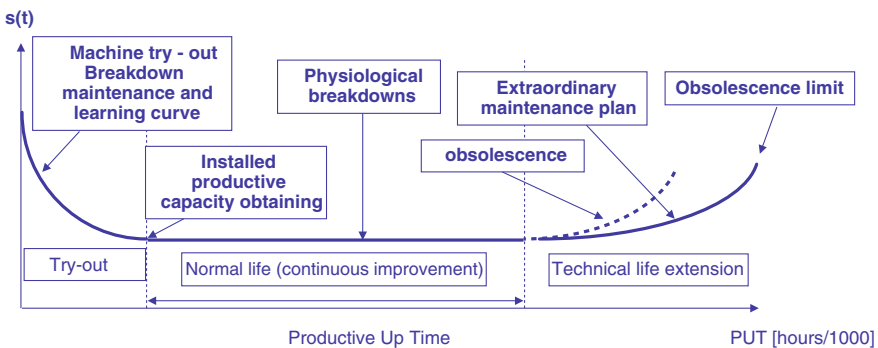 s(t)
Machine try - out
Breakdown
maintenance and
learning curve
Physiological
breakdowns
Extraordinary
maintenance plan
Obsolescence limit
obsolescence
Installed
productive
capacity obtaining
Try-out
Normal life (continuous improvement)
Technical life extension
Productive Up Time
PUT [hours/1000]